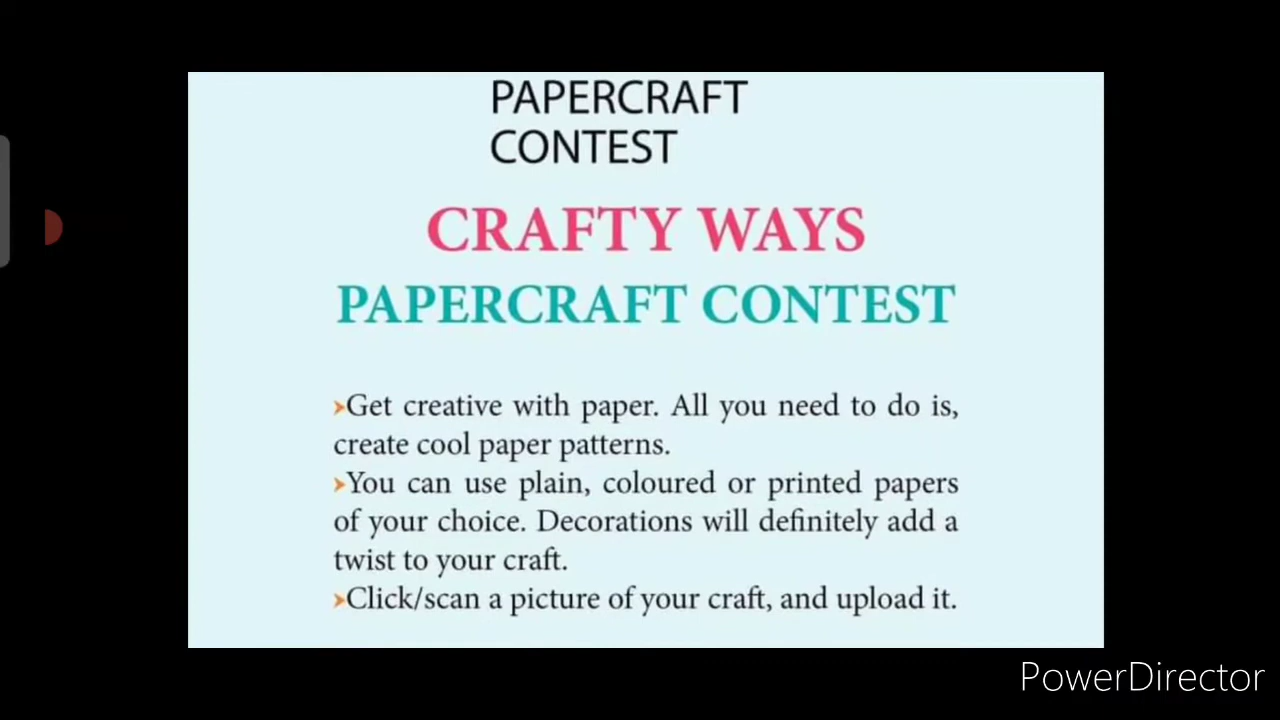 PAPERCRAFT
CONTEST
CRAFTY WAYS
PAPERCRAFT CONTEST
➤Get creative with paper. All you need to do is,
create cool paper patterns.
➤You can use plain, coloured or printed papers
of your choice. Decorations will definitely add a
twist to your craft.
➤Click/scan a picture of your craft, and upload it.
PowerDirector